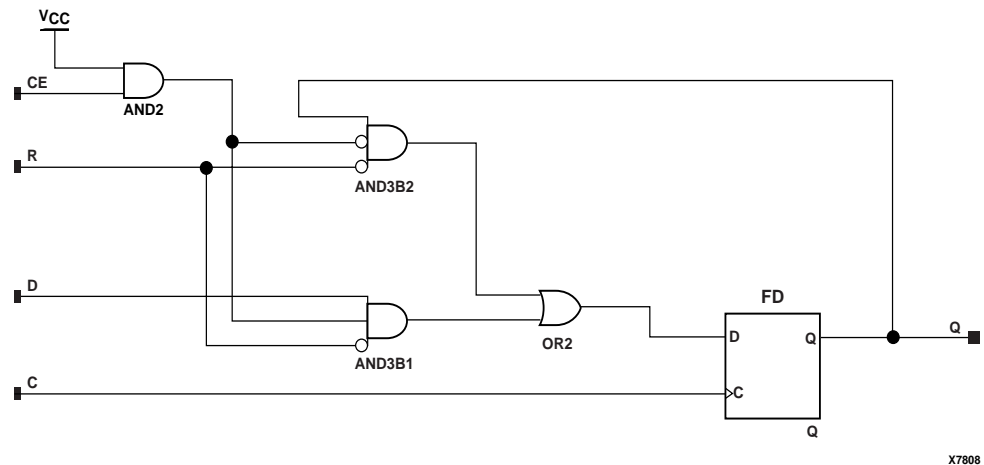 VCC
CE
AND2
R
AND3B2
D
AND3B1
OR2
FD
D
Q
Q
C
C
Q
X7808